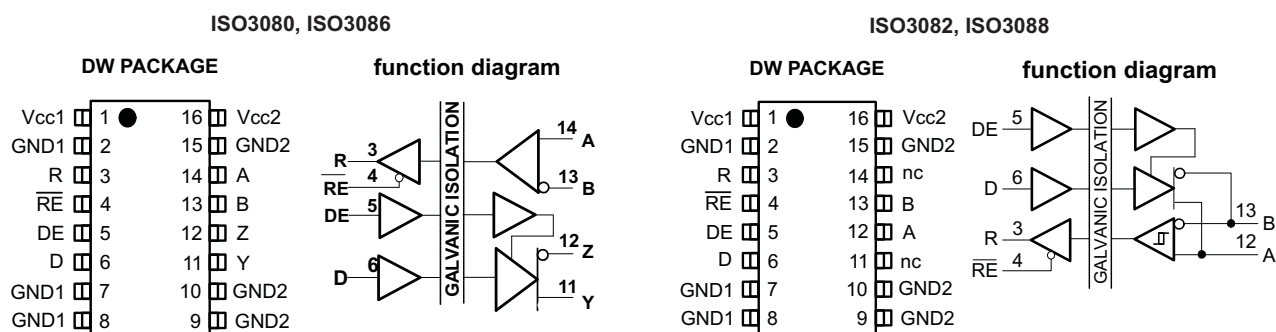 ISO3080, ISO3086
DW PACKAGE
Vcc1 1 16 Vcc2
GND1 2 15 GND2
R 3 14 A
RE 4 13 B
DE 5 12 Z
D 6 11 Y
GND1 7 10 GND2
GND1 8 9 GND2
function diagram
GALVANIC ISOLATION
R 3
RE 4
DE 5
D 6
14 A
13 B
12 Z
11 Y
ISO3082, ISO3088
DW PACKAGE
Vcc1 1 16 Vcc2
GND1 2 15 GND2
R 3 14 nc
RE 4 13 B
DE 5 12 A
D 6 11 nc
GND1 7 10 GND2
GND1 8 9 GND2
function diagram
GALVANIC ISOLATION
DE 5
D 6
R 3
RE 4
13 B
12 A